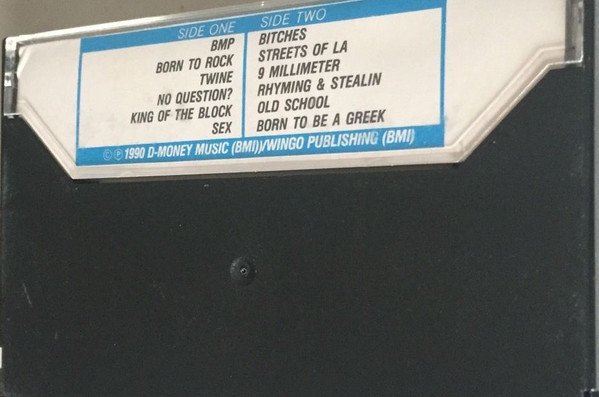 SIDE ONE
BMP
BORN TO ROCK
TWINE
NO QUESTION?
KING OF THE BLOCK
SEX
SIDE TWO
BITCHES
STREETS OF LA
9 MILLIMETER
RHYMING & STEALIN
OLD SCHOOL
BORN TO BE A GREEK
©℗ 1990 D-MONEY MUSIC (BMI)/WINGO PUBLISHING (BMI)